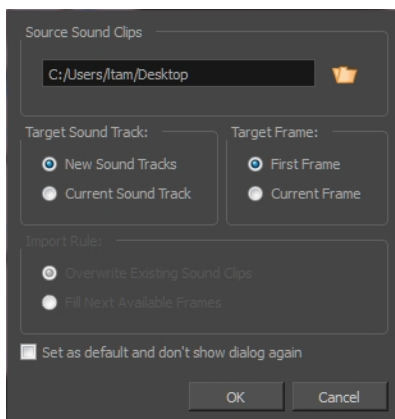 Source Sound Clips
C:/Users/ltam/Desktop
Target Sound Track:
New Sound Tracks
Current Sound Track
Target Frame:
First Frame
Current Frame
Import Rule:
Overwrite Existing Sound Clips
Fill Next Available Frames
Set as default and don't show dialog again
OK
Cancel